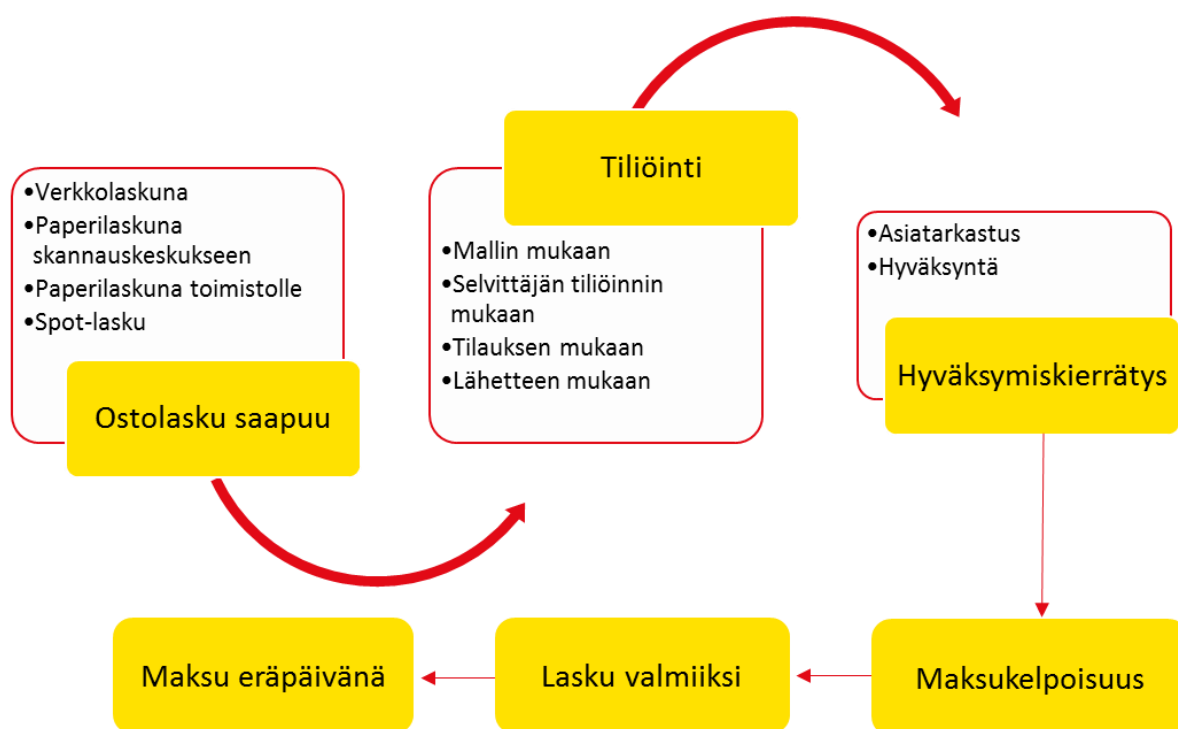 •Verkkolaskuna
•Paperilaskuna
skannauskeskukseen
•Paperilaskuna toimistolle
•Spot-lasku
Ostolasku saapuu
Tiliöinti
•Mallin mukaan
•Selvittäjän tiliöinnin
mukaan
•Tilauksen mukaan
•Lähetteen mukaan
•Asiatarkastus
•Hyväksyntä
Hyväksymiskierrätys
Maksukelpoisuus
Lasku valmiiksi
Maksu eräpäivänä